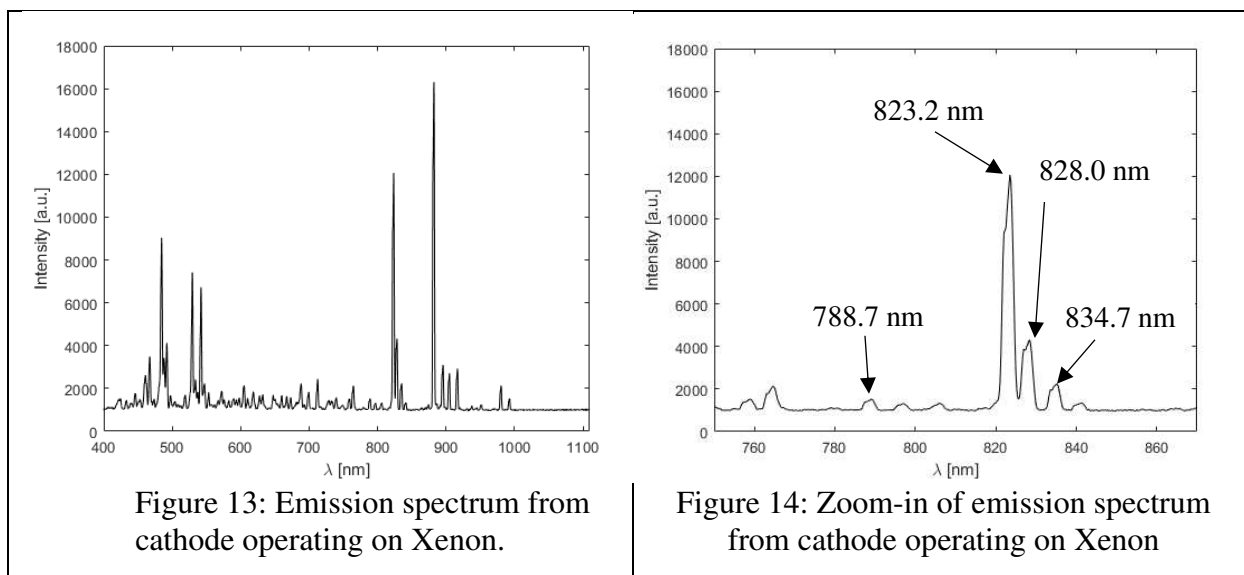 18000
16000
14000
12000
10000
8000
6000
4000
2000
0
Intensity [a.u.]
400 500 600 700 800 900 1000 1100
λ [nm]
Figure 13: Emission spectrum from
cathode operating on Xenon.
18000
16000
14000
12000
10000
8000
6000
4000
2000
0
Intensity [a.u.]
823.2 nm
828.0 nm
788.7 nm
834.7 nm
760 780 800 820 840 860
λ [nm]
Figure 14: Zoom-in of emission spectrum
from cathode operating on Xenon